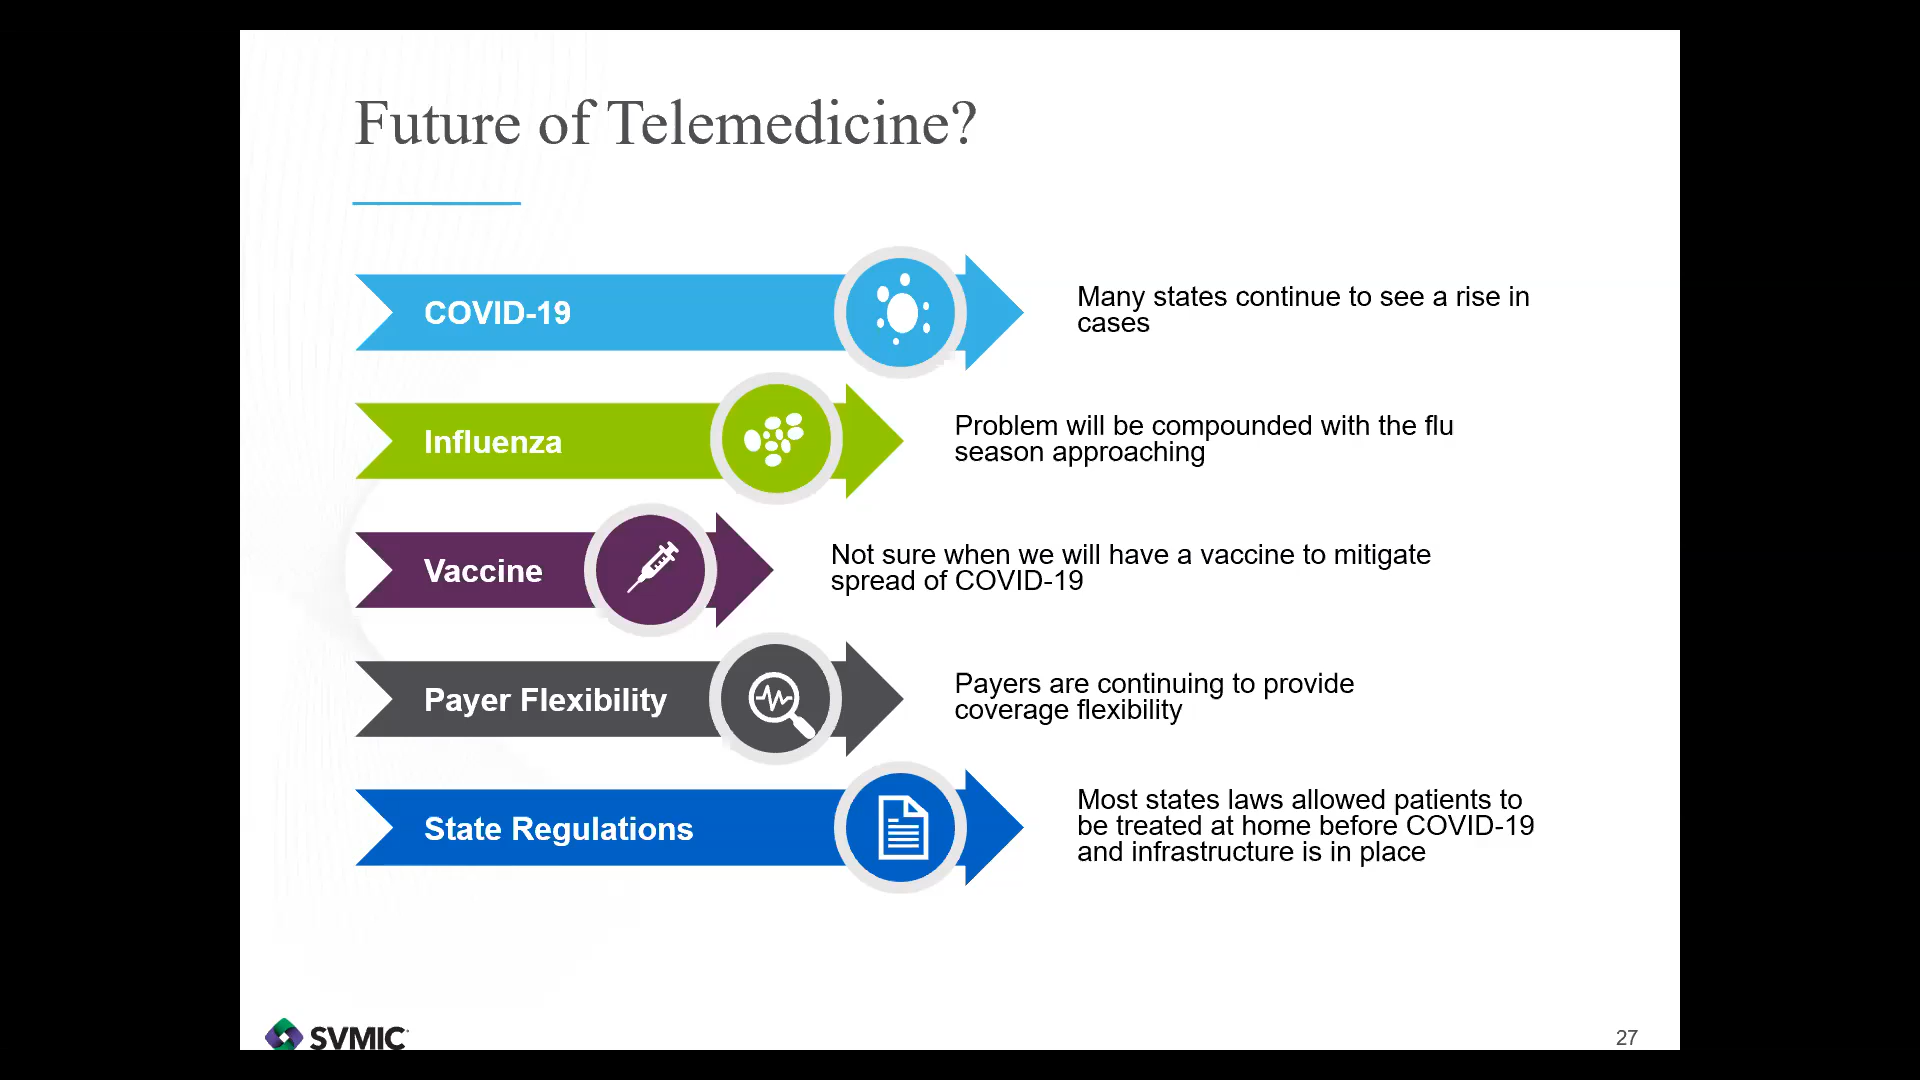 Future of Telemedicine?
COVID-19
Many states continue to see a rise in
cases
Influenza
Problem will be compounded with the flu
season approaching
Vaccine
Not sure when we will have a vaccine to mitigate
spread of COVID-19
Payer Flexibility
Payers are continuing to provide
coverage flexibility
State Regulations
Most states laws allowed patients to
be treated at home before COVID-19
and infrastructure is in place
SVMIC
27